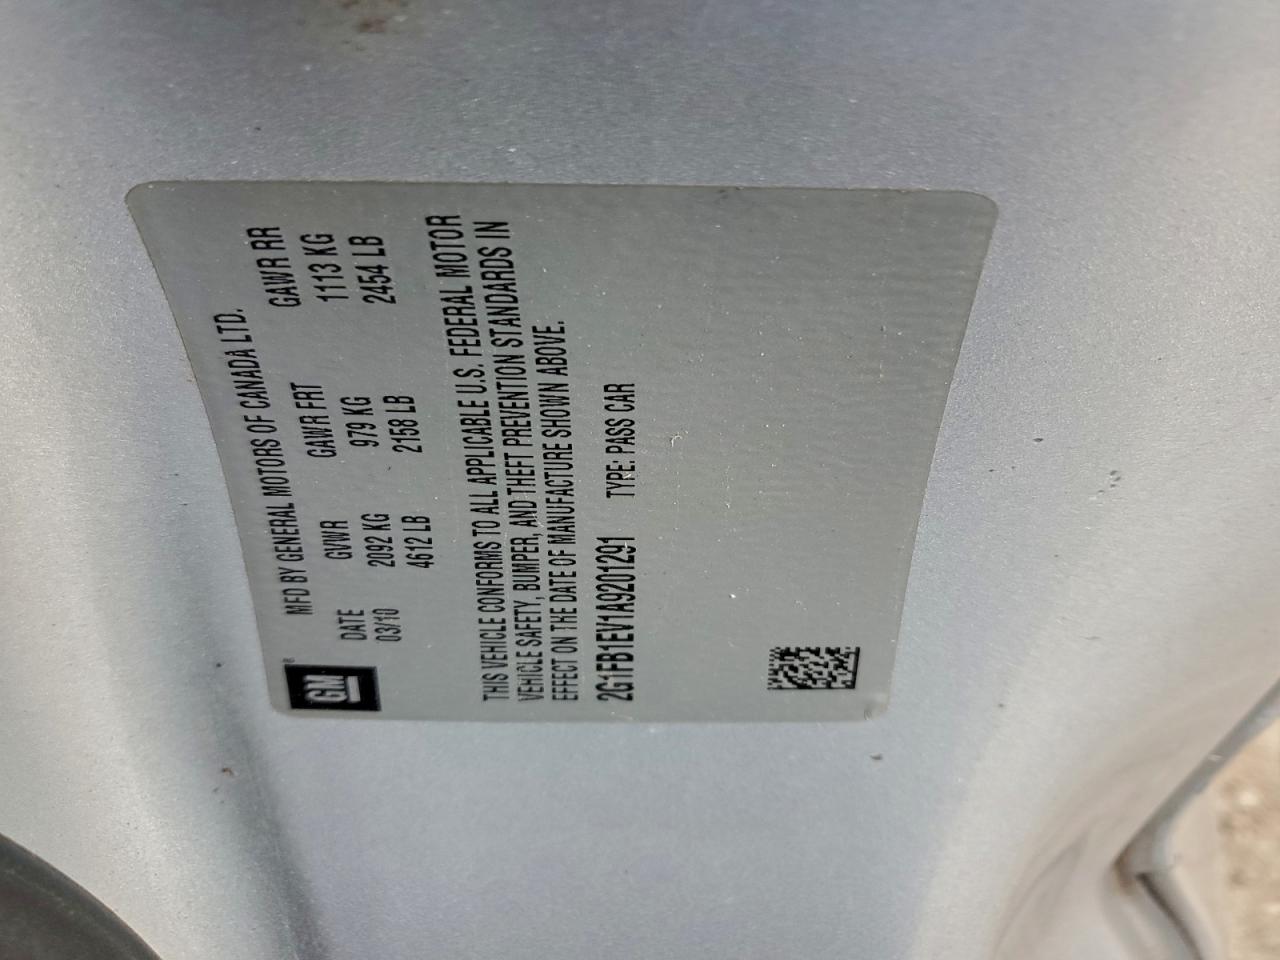 MFD BY GENERAL MOTORS OF CANADA LTD.
GM
DATE GVWR GAWR FRT GAWR RR
03/10 2092 KG 979 KG 1113 KG
4612 LB 2158 LB 2454 LB
THIS VEHICLE CONFORMS TO ALL APPLICABLE U.S. FEDERAL MOTOR
VEHICLE SAFETY, BUMPER, AND THEFT PREVENTION STANDARDS IN
EFFECT ON THE DATE OF MANUFACTURE SHOWN ABOVE.
2G1FB1EV1A9201291 TYPE: PASS CAR